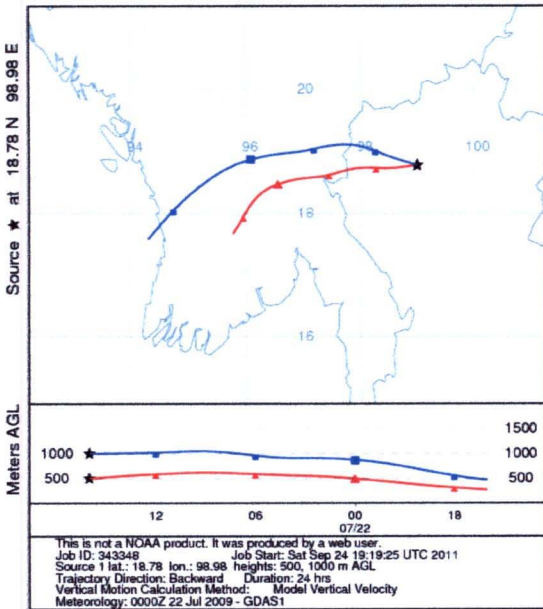 Source ★ at 18.78 N 98.98 E
20
94 96 98 100
18
16
Meters AGL
1500
1000 1000
500 500
12 06 00 18
07/22
This is not a NOAA product. It was produced by a web user.
Job ID: 343348 Job Start: Sat Sep 24 19:19:25 UTC 2011
Source 1 lat.: 18.78 lon.: 98.98 heights: 500, 1000 m AGL
Trajectory Direction: Backward Duration: 24 hrs
Vertical Motion Calculation Method: Model Vertical Velocity
Meteorology: 0000Z 22 Jul 2009 - GDAS1